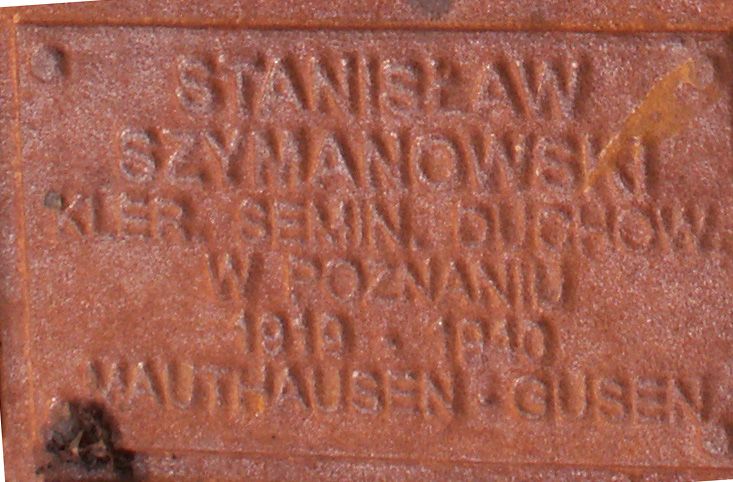 STANISŁAW
SZYMANOWSKI
KLER. SEMIN. DUCHOW.
W POZNANIU
1919 · 1940
MAUTHAUSEN - GUSEN